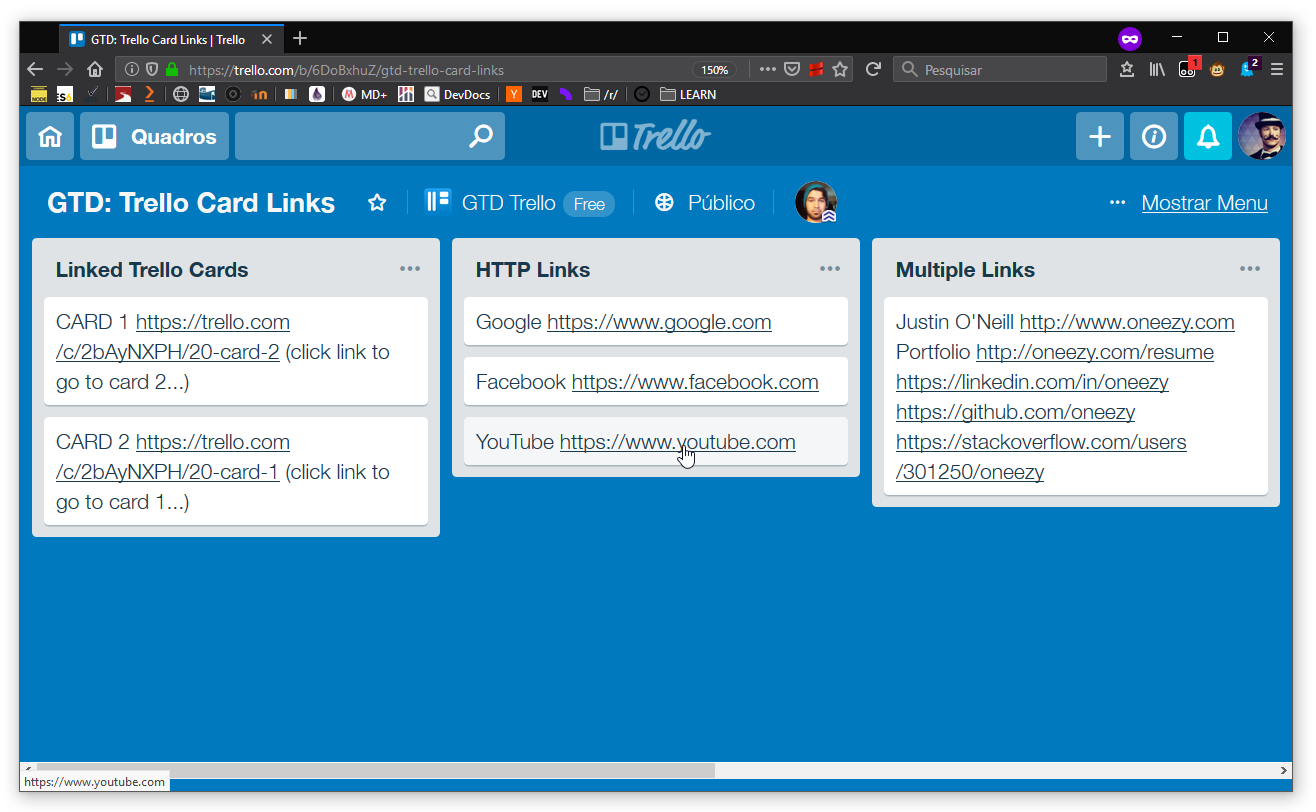 GTD: Trello Card Links | Trello
https://trello.com/b/6DoBxhuZ/gtd-trello-card-links
150%
Pesquisar
1
2
NODE
ES6
in
M MD+
DevDocs
Y
DEV
/r/
LEARN
Quadros
Trello
GTD: Trello Card Links
GTD Trello
Free
Público
Mostrar Menu
Linked Trello Cards
CARD 1 https://trello.com
/c/2bAyNXPH/20-card-2 (click link to
go to card 2...)
CARD 2 https://trello.com
/c/2bAyNXPH/20-card-1 (click link to
go to card 1...)
HTTP Links
Google https://www.google.com
Facebook https://www.facebook.com
YouTube https://www.youtube.com
Multiple Links
Justin O'Neill http://www.oneezy.com
Portfolio http://oneezy.com/resume
https://linkedin.com/in/oneezy
https://github.com/oneezy
https://stackoverflow.com/users
/301250/oneezy
https://www.youtube.com